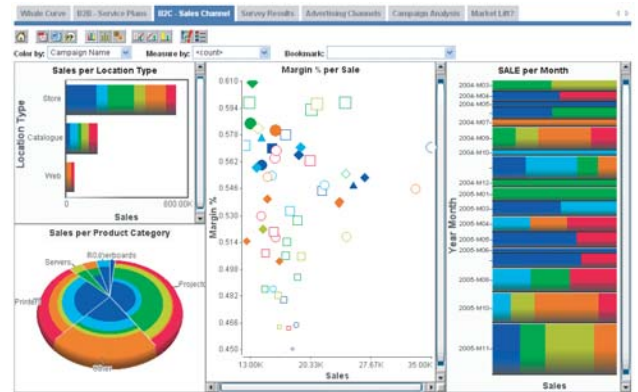 Whale Curve B2B - Service Plans B2C - Sales Channel Survey Results Advertising Channels Campaign Analysis Market Lift?
Color by: Campaign Name Measure by: <count> Bookmark:
Sales per Location Type
Location Type
Store
Catalogue
Web
0 800.00K
Sales
Sales per Product Category
Servers
Other
Margin % per Sale
Margin %
0.610
0.594
0.578
0.562
0.546
0.530
0.514
0.498
0.482
0.466
0.450
13.00K 20.33K 27.67K 35.00K
Sales
SALE per Month
Year Month
2004-M03
2004-M04
2004-M05
2004-M07
2004-M09
2004-M10
2004-M12
2005-M01
2005-M03
2005-M04
2005-M05
2005-M06
2005-M08
2005-M10
2005-M11
Sales